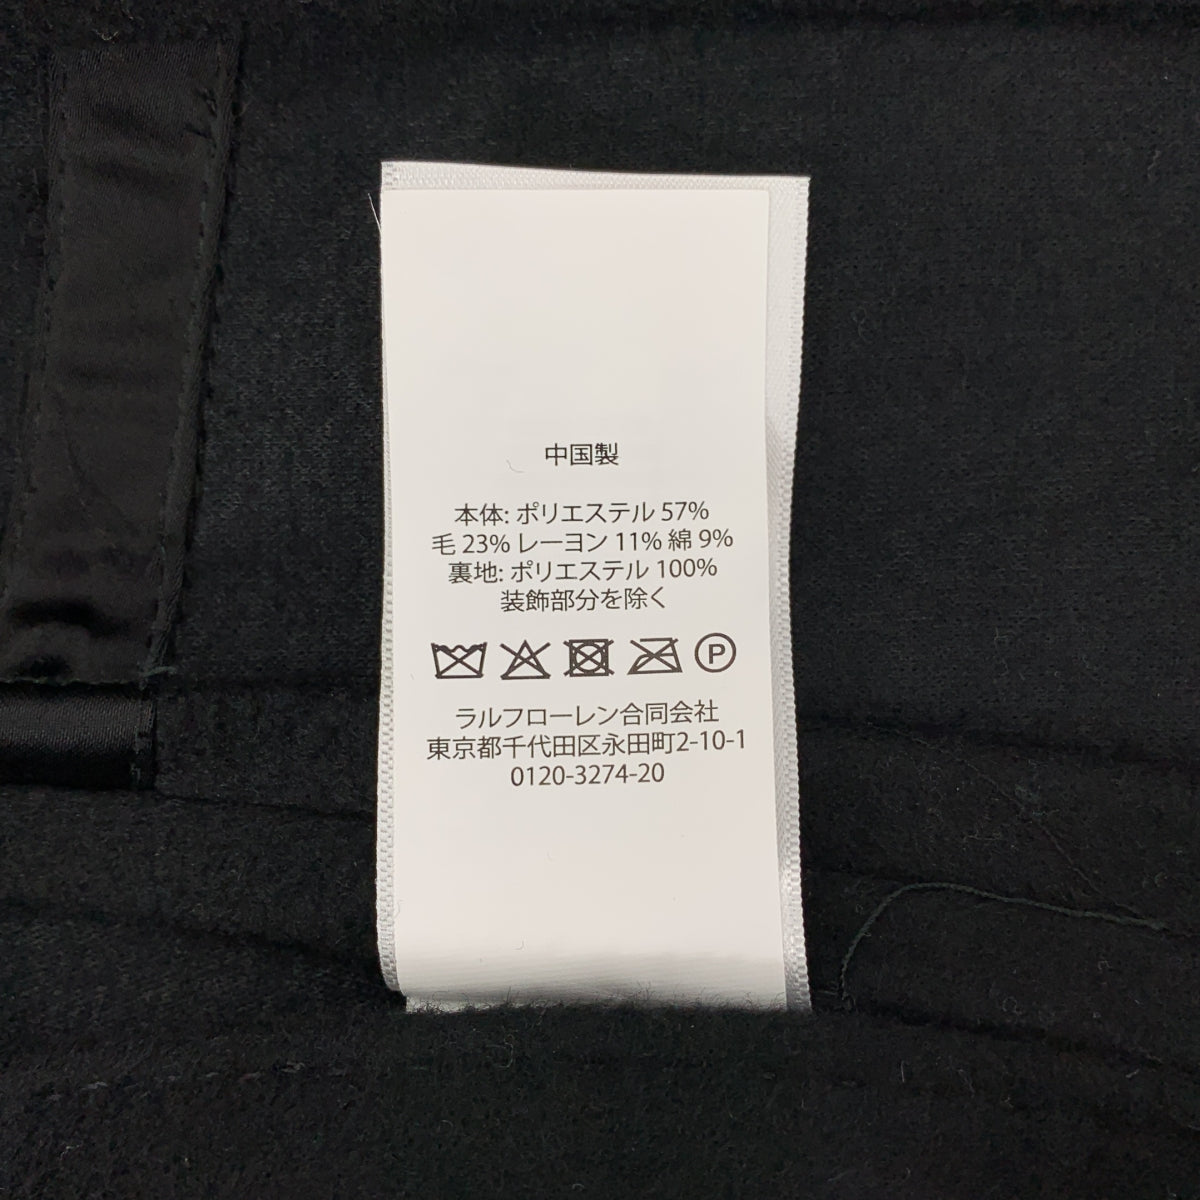 中国製
本体: ポリエステル 57%
毛 23% レーヨン 11% 綿 9%
裏地: ポリエステル 100%
装飾部分を除く
P
ラルフローレン合同会社
東京都千代田区永田町2-10-1
0120-3274-20